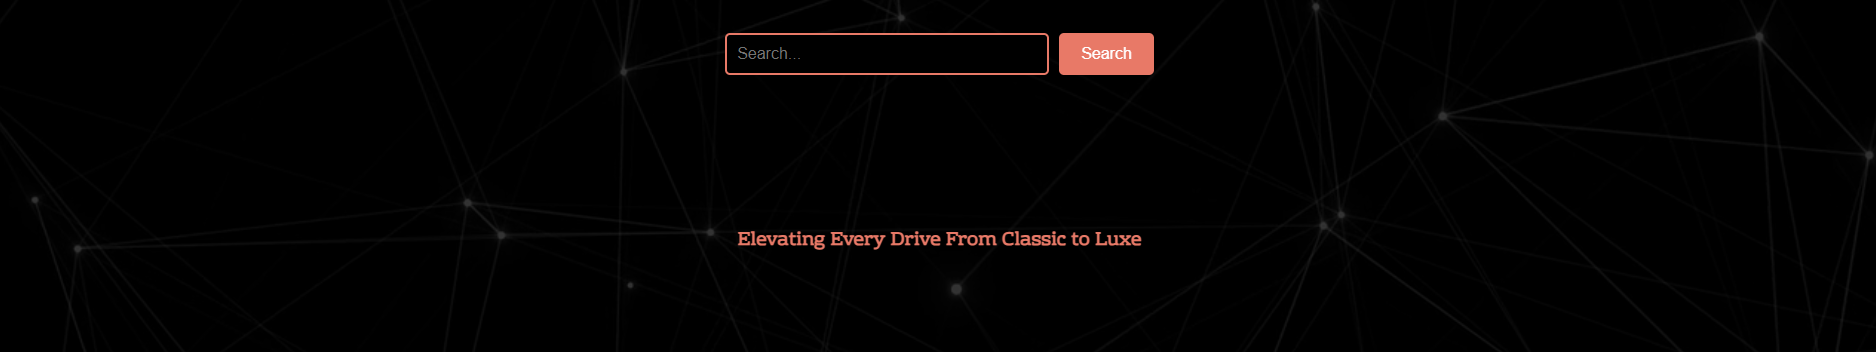 Search...
Search
Elevating Every Drive From Classic to Luxe